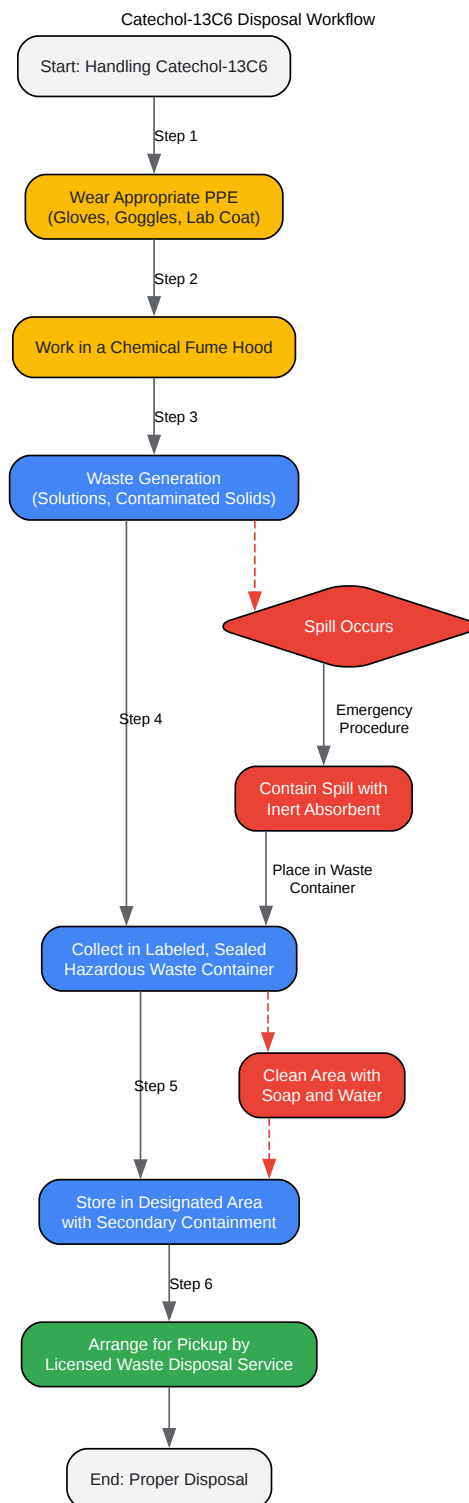 Catechol-13C6 Disposal Workflow
Start: Handling Catechol-13C6
Step 1
Wear Appropriate PPE
(Gloves, Goggles, Lab Coat)
Step 2
Work in a Chemical Fume Hood
Step 3
Waste Generation
(Solutions, Contaminated Solids)
Spill Occurs
Step 4
Emergency
Procedure
Contain Spill with
Inert Absorbent
Place in Waste
Container
Collect in Labeled, Sealed
Hazardous Waste Container
Step 5
Clean Area with
Soap and Water
Store in Designated Area
with Secondary Containment
Step 6
Arrange for Pickup by
Licensed Waste Disposal Service
End: Proper Disposal